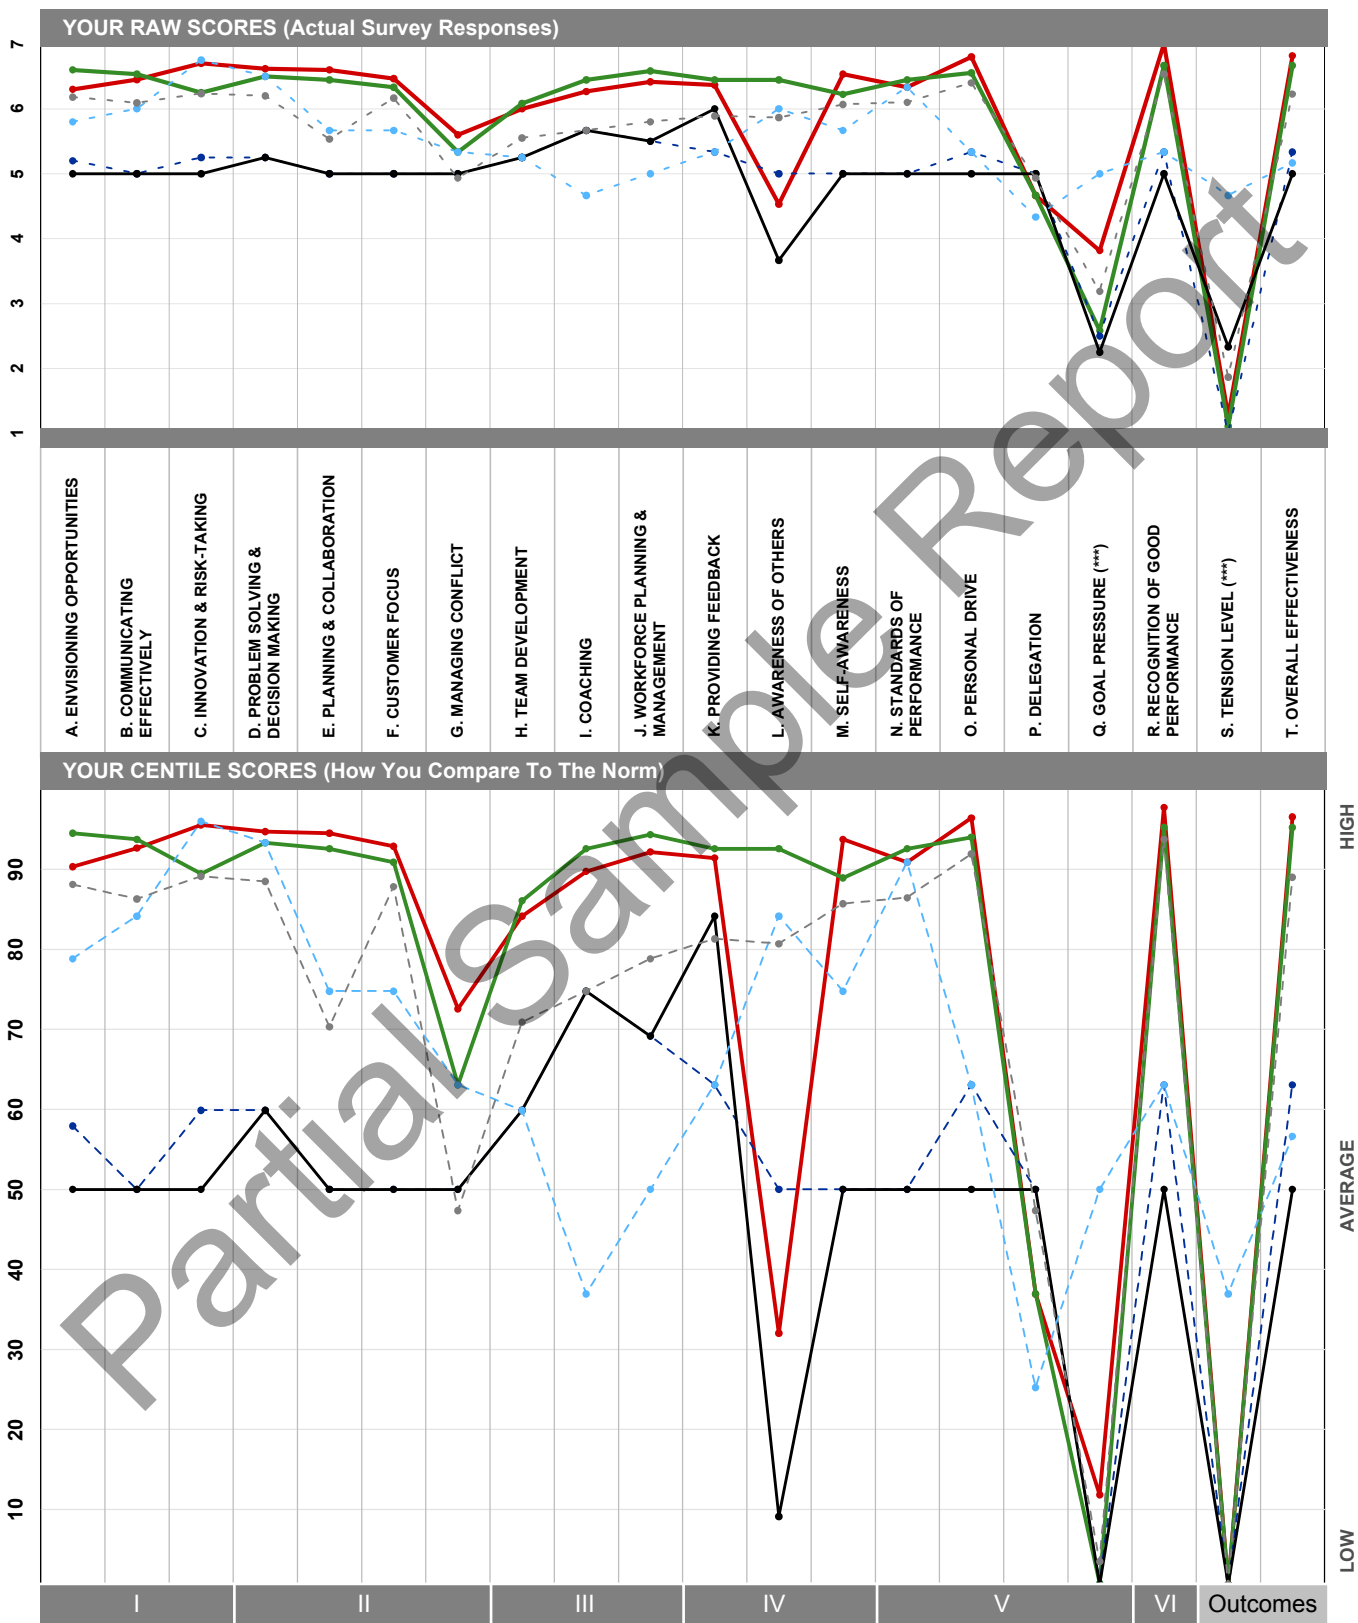 YOUR RAW SCORES (Actual Survey Responses)
7
6
5
4
3
2
1
A. ENVISIONING OPPORTUNITIES
B. COMMUNICATING
EFFECTIVELY
C. INNOVATION & RISK-TAKING
D. PROBLEM SOLVING &
DECISION MAKING
E. PLANNING & COLLABORATION
F. CUSTOMER FOCUS
G. MANAGING CONFLICT
H. TEAM DEVELOPMENT
I. COACHING
J. WORKFORCE PLANNING &
MANAGEMENT
K. PROVIDING FEEDBACK
L. AWARENESS OF OTHERS
M. SELF-AWARENESS
N. STANDARDS OF
PERFORMANCE
O. PERSONAL DRIVE
P. DELEGATION
Q. GOAL PRESSURE (***)
R. RECOGNITION OF GOOD
PERFORMANCE
S. TENSION LEVEL (***)
T. OVERALL EFFECTIVENESS
YOUR CENTILE SCORES (How You Compare To The Norm)
90
80
70
60
50
40
30
20
10
HIGH
AVERAGE
LOW
I
II
III
IV
V
VI
Outcomes
Partial Sample Report